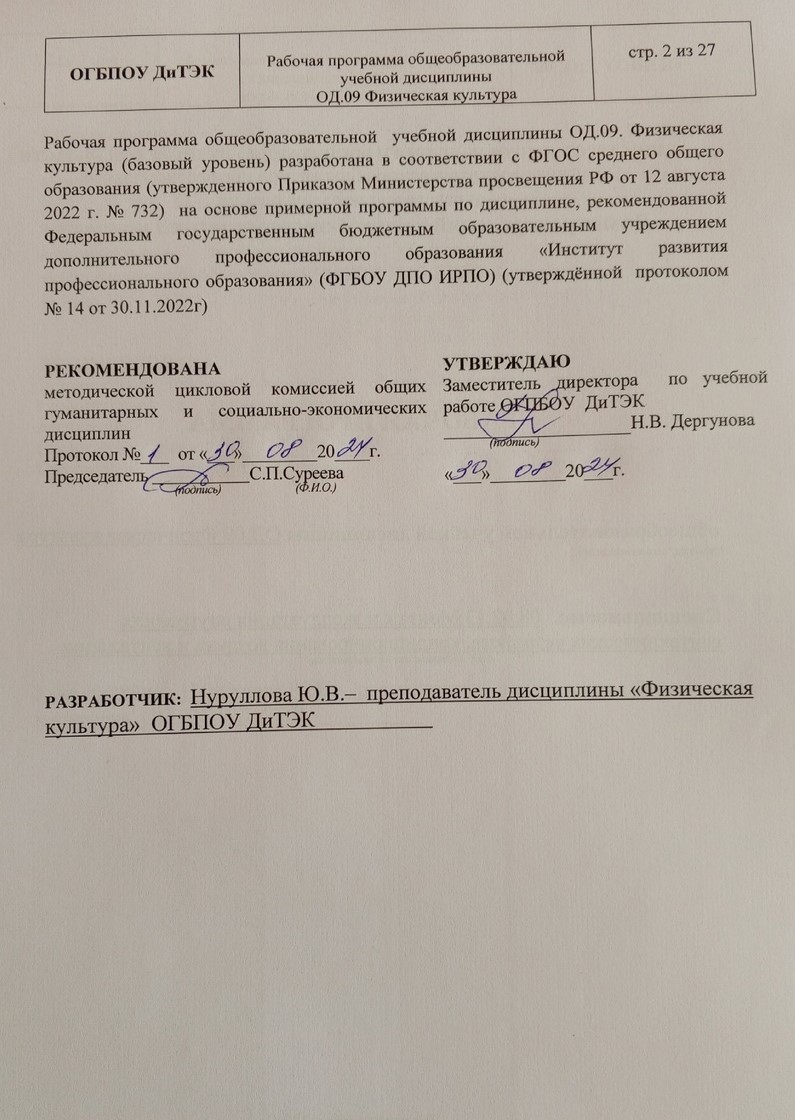 ОГБПОУ ДиТЭК
Рабочая программа общеобразовательной
учебной дисциплины
ОД.09 Физическая культура
стр. 2 из 27
Рабочая программа общеобразовательной учебной дисциплины ОД.09. Физическая
культура (базовый уровень) разработана в соответствии с ФГОС среднего общего
образования (утвержденного Приказом Министерства просвещения РФ от 12 августа
2022 г. № 732) на основе примерной программы по дисциплине, рекомендованной
Федеральным государственным бюджетным образовательным учреждением
дополнительного профессионального образования «Институт развития
профессионального образования» (ФГБОУ ДПО ИРПО) (утверждённой протоколом
№ 14 от 30.11.2022г)
РЕКОМЕНДОВАНА
методической цикловой комиссией общих
гуманитарных и социально-экономических
дисциплин
Протокол № 1 от «30» 08 2024г.
Председатель С.П.Суреева
(подпись) (Ф.И.О.)
УТВЕРЖДАЮ
Заместитель директора по учебной
работе ОГБПОУ ДиТЭК
Н.В. Дергунова
(подпись)
«30» 08 2024г.
РАЗРАБОТЧИК: Нуруллова Ю.В.– преподаватель дисциплины «Физическая
культура» ОГБПОУ ДиТЭК